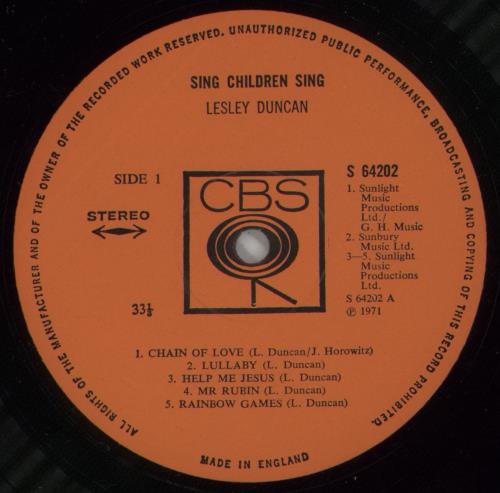 ALL RIGHTS OF THE MANUFACTURER AND OF THE OWNER OF THE RECORDED WORK RESERVED. UNAUTHORIZED PUBLIC PERFORMANCE, BROADCASTING AND COPYING OF THIS RECORD PROHIBITED.
SING CHILDREN SING
LESLEY DUNCAN
SIDE 1
STEREO
33⅓
CBS
S 64202
1. Sunlight
Music
Productions
Ltd./
G. H. Music
2. Sunbury
Music Ltd.
3—5. Sunlight
Music
Productions
Ltd.
S 64202 A
℗ 1971
1. CHAIN OF LOVE (L. Duncan/J. Horowitz)
2. LULLABY (L. Duncan)
3. HELP ME JESUS (L. Duncan)
4. MR RUBIN (L. Duncan)
5. RAINBOW GAMES (L. Duncan)
MADE IN ENGLAND